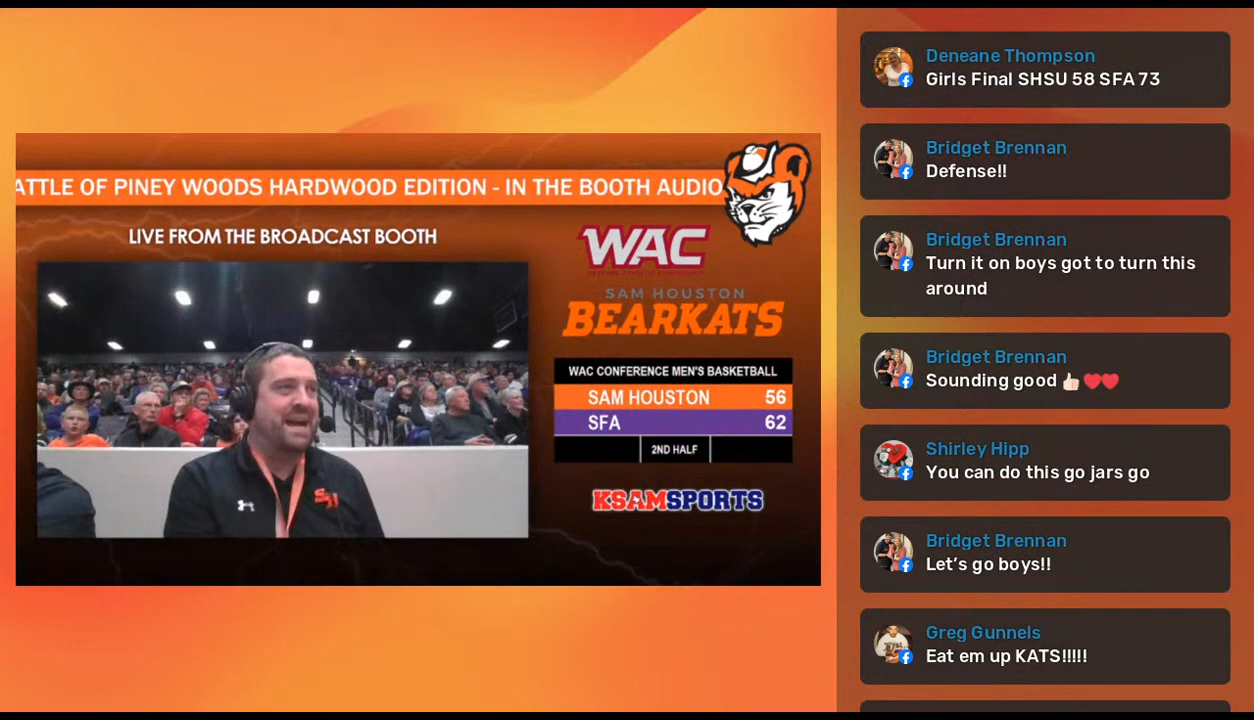 ATTLE OF PINEY WOODS HARDWOOD EDITION - IN THE BOOTH AUDIO
LIVE FROM THE BROADCAST BOOTH
WAC
SAM HOUSTON
BEARKATS
WAC CONFERENCE MEN'S BASKETBALL
SAM HOUSTON 56
SFA 62
2ND HALF
KSAMSPORTS
SH
Deneane Thompson
Girls Final SHSU 58 SFA 73
Bridget Brennan
Defense!!
Bridget Brennan
Turn it on boys got to turn this
around
Bridget Brennan
Sounding good 👍🏻❤️❤️
Shirley Hipp
You can do this go jars go
Bridget Brennan
Let's go boys!!
Greg Gunnels
Eat em up KATS!!!!!